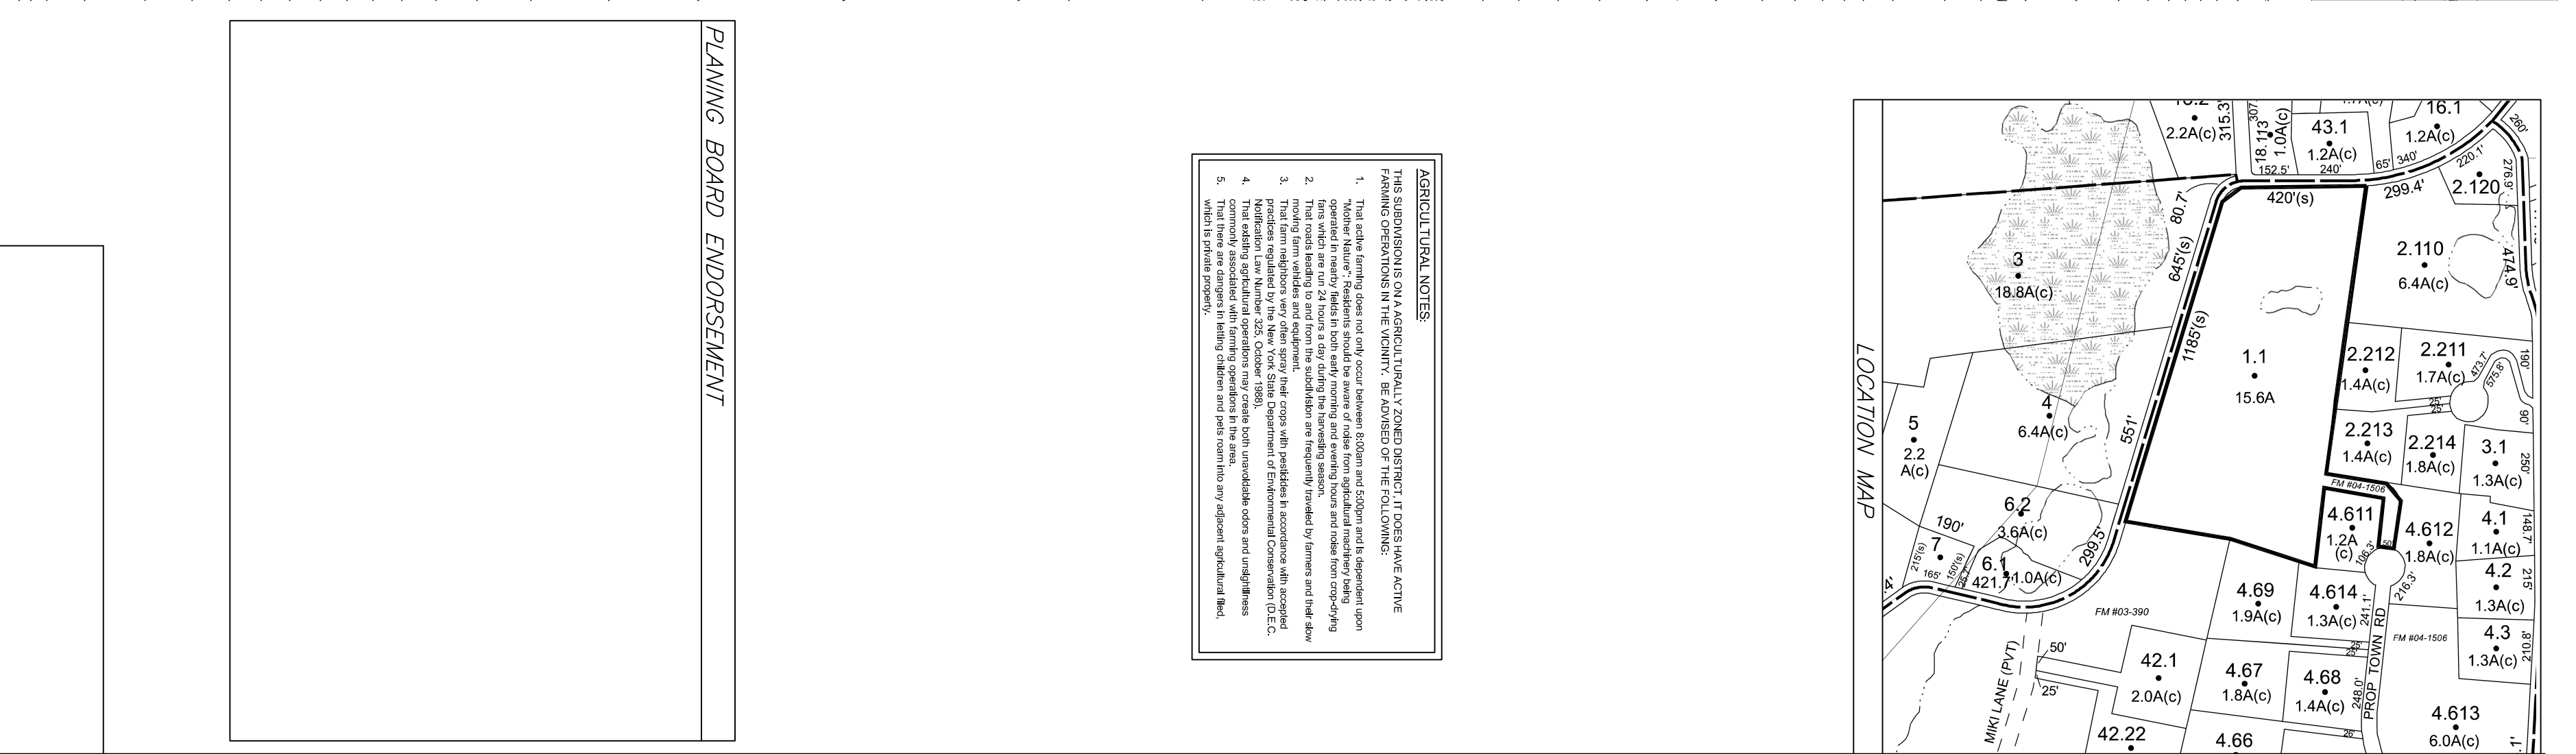 PLANING BOARD ENDORSEMENT
AGRICULTURAL NOTES:
THIS SUBDIVISION IS ON A AGRICULTURALLY ZONED DISTRICT, IT DOES HAVE ACTIVE
FARMING OPERATIONS IN THE VICINITY. BE ADVISED OF THE FOLLOWING:
1. That active farming does not only occur between 8:00am and 5:00pm and is dependent upon
"Mother Nature"; Residents should be aware of noise from agricultural machinery being
operated in nearby fields in both early morning and evening hours and noise from crop-drying
fans which are run 24 hours a day during the harvesting season.
2. That roads leading to and from the subdivision are frequently traveled by farmers and their slow
moving farm vehicles and equipment.
3. That farm neighbors very often spray their crops with pesticides in accordance with accepted
practices regulated by the New York State Department of Environmental Conservation (D.E.C.
Notification Law Number 325, October 1988).
4. That existing agricultural operations may create both unavoidable odors and unsightliness
commonly associated with farming operations in the area.
5. That there are dangers in letting children and pets roam into any adjacent agricultural filed,
which is private property.
LOCATION MAP
2.2A(c)
315.3'
18.113
1.0A(c)
152.5'
43.1
1.2A(c)
240'
65'
340'
16.1
1.2A(c)
260'
220.1'
276.9'
2.120
299.4'
420'(s)
80.7'
645'(s)
1185'(s)
551'
299.5'
3
18.8A(c)
2.110
6.4A(c)
474.9'
1.1
15.6A
2.212
1.4A(c)
2.211
1.7A(c)
473.7'
575.8'
190'
25'
25'
90'
4
6.4A(c)
5
2.2
A(c)
2.213
1.4A(c)
2.214
1.8A(c)
3.1
1.3A(c)
250'
FM #04-1506
4.611
1.2A
(c)
106.3'
50'
4.612
1.8A(c)
4.1
1.1A(c)
148.7'
6.2
3.6A(c)
190'
7
215'(s)
150'(s)
165'
6.1
421.7'
1.0A(c)
4.2
1.3A(c)
215'
216.3'
4.69
1.9A(c)
4.614
1.3A(c)
241.1'
FM #03-390
FM #04-1506
4.3
1.3A(c)
210.8'
PROP TOWN RD
MIKI LANE (PVT)
50'
25'
42.1
2.0A(c)
4.67
1.8A(c)
4.68
1.4A(c)
248.0'
4.613
6.0A(c)
42.22
4.66
26'